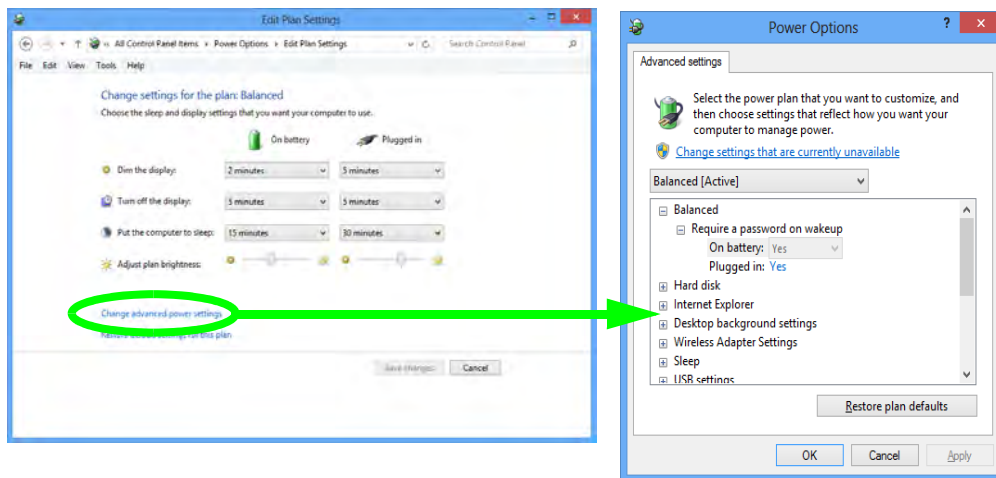 Edit Plan Settings
« All Control Panel Items › Power Options › Edit Plan Settings
Search Control Panel
File Edit View Tools Help
Change settings for the plan: Balanced
Choose the sleep and display settings that you want your computer to use.
On battery Plugged in
Dim the display: 2 minutes 5 minutes
Turn off the display: 5 minutes 5 minutes
Put the computer to sleep: 15 minutes 30 minutes
Adjust plan brightness:
Change advanced power settings
settings for this plan
Save changes Cancel
Power Options ?
Advanced settings
Select the power plan that you want to customize, and
then choose settings that reflect how you want your
computer to manage power.
Change settings that are currently unavailable
Balanced [Active]
Balanced
Require a password on wakeup
On battery: Yes
Plugged in: Yes
Hard disk
Internet Explorer
Desktop background settings
Wireless Adapter Settings
Sleep
USB settings
Restore plan defaults
OK Cancel Apply